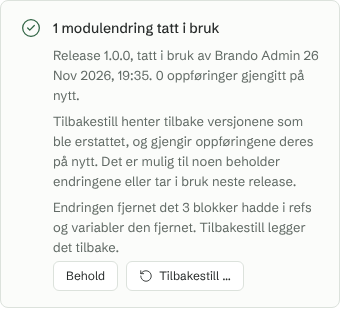 1 modulendring tatt i bruk
Release 1.0.0, tatt i bruk av Brando Admin 26
Nov 2026, 19:35. 0 oppføringer gjengitt på
nytt.
Tilbakestill henter tilbake versjonene som
ble erstattet, og gjengir oppføringene deres
på nytt. Det er mulig til noen beholder
endringene eller tar i bruk neste release.
Endringen fjernet det 3 blokker hadde i refs
og variabler den fjernet. Tilbakestill legger
det tilbake.
Behold
Tilbakestill ...